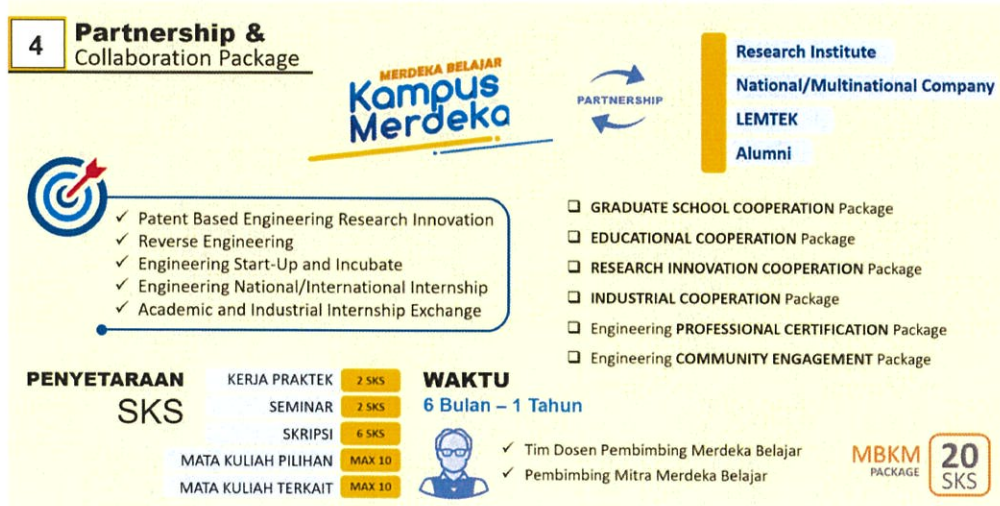 4
Partnership &
Collaboration Package
MERDEKA BELAJAR
Kampus
Merdeka
PARTNERSHIP
Research Institute
National/Multinational Company
LEMTEK
Alumni
✓ Patent Based Engineering Research Innovation
✓ Reverse Engineering
✓ Engineering Start-Up and Incubate
✓ Engineering National/International Internship
✓ Academic and Industrial Internship Exchange
❑ GRADUATE SCHOOL COOPERATION Package
❑ EDUCATIONAL COOPERATION Package
❑ RESEARCH INNOVATION COOPERATION Package
❑ INDUSTRIAL COOPERATION Package
❑ Engineering PROFESSIONAL CERTIFICATION Package
❑ Engineering COMMUNITY ENGAGEMENT Package
PENYETARAAN
SKS
KERJA PRAKTEK 2 SKS
SEMINAR 2 SKS
SKRIPSI 6 SKS
MATA KULIAH PILIHAN MAX 10
MATA KULIAH TERKAIT MAX 10
WAKTU
6 Bulan – 1 Tahun
✓ Tim Dosen Pembimbing Merdeka Belajar
✓ Pembimbing Mitra Merdeka Belajar
MBKM
PACKAGE
20
SKS